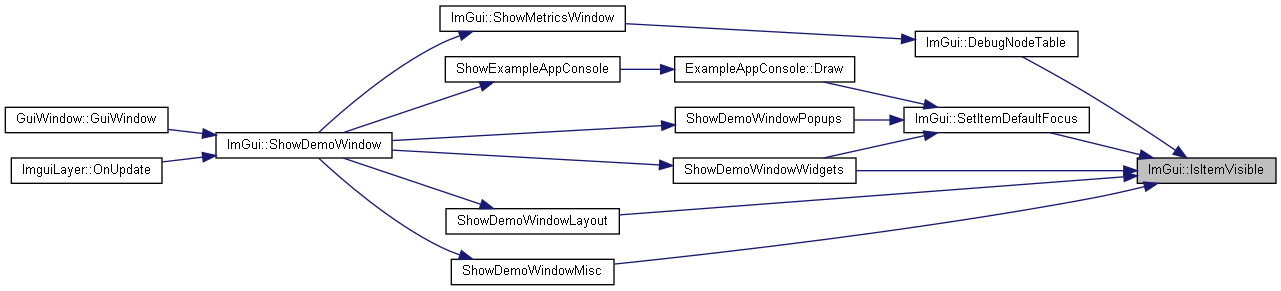 ImGui::ShowMetricsWindow
ImGui::DebugNodeTable
ShowExampleAppConsole
ExampleAppConsole::Draw
GuiWindow::GuiWindow
ShowDemoWindowPopups
ImGui::SetItemDefaultFocus
ImGui::ShowDemoWindow
ImguiLayer::OnUpdate
ShowDemoWindowWidgets
ImGui::IsItemVisible
ShowDemoWindowLayout
ShowDemoWindowMisc